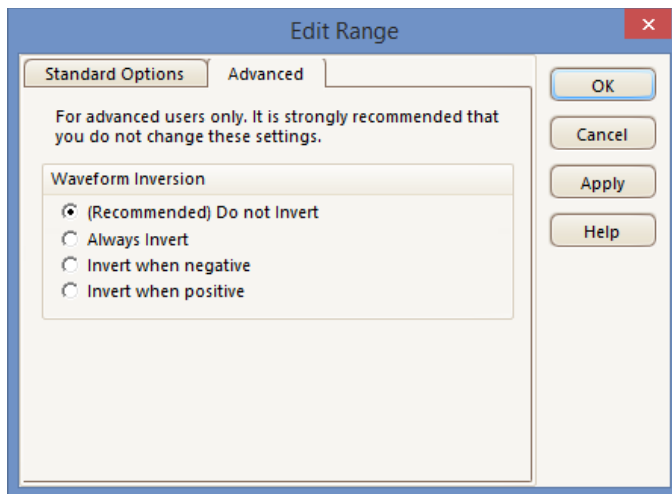 Edit Range
Standard Options
Advanced
For advanced users only. It is strongly recommended that
you do not change these settings.
Waveform Inversion
(Recommended) Do not Invert
Always Invert
Invert when negative
Invert when positive
OK
Cancel
Apply
Help